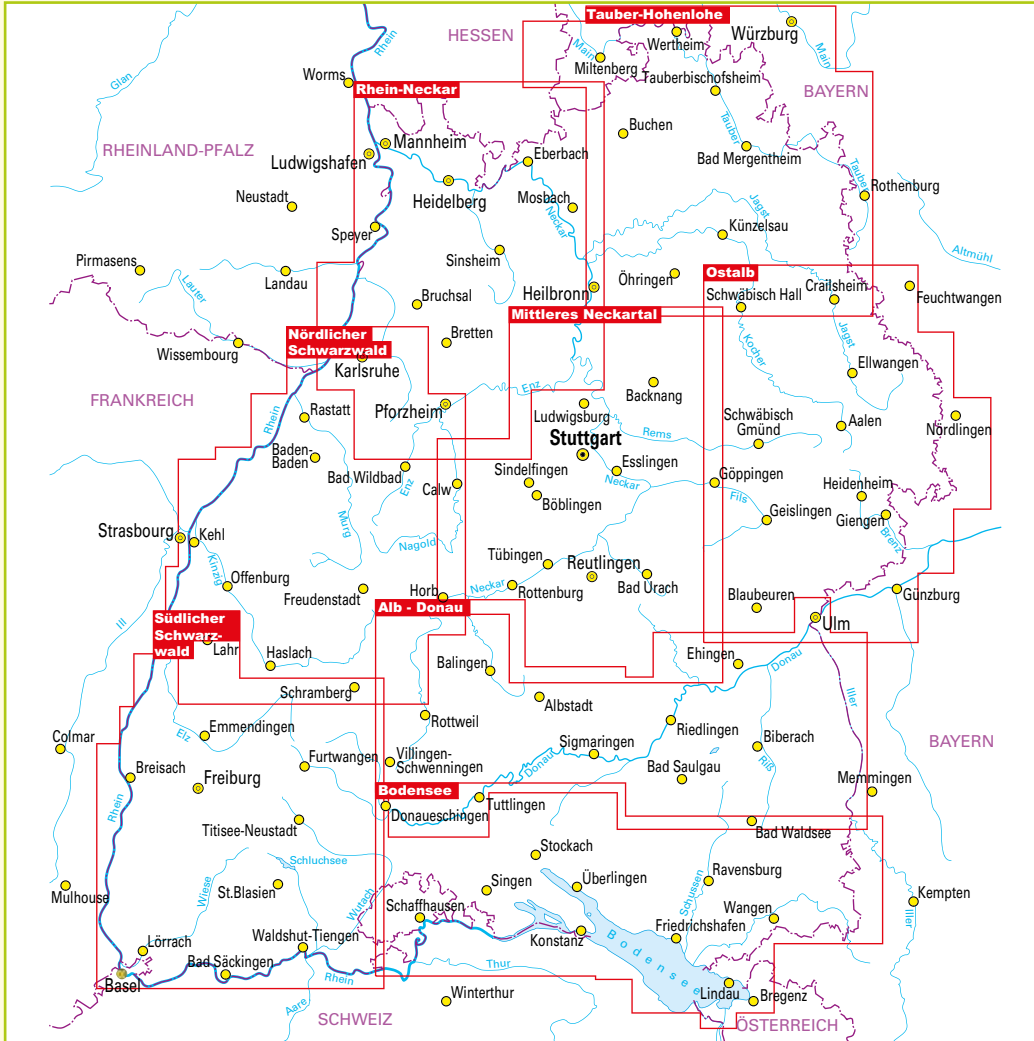 Tauber-Hohenlohe
HESSEN
Würzburg
Rhein
Main
Wertheim
Main
Miltenberg
Glan
Worms
Tauberbischofsheim
Rhein-Neckar
BAYERN
Buchen
Tauber
Mannheim
RHEINLAND-PFALZ
Ludwigshafen
Eberbach
Bad Mergentheim
Tauber
Rothenburg
Neustadt
Heidelberg
Mosbach
Neckar
Jagst
Speyer
Künzelsau
Altmühl
Pirmasens
Sinsheim
Landau
Lauter
Öhringen
Ostalb
Heilbronn
Crailsheim
Feuchtwangen
Bruchsal
Schwäbisch Hall
Mittleres Neckartal
Nördlicher
Schwarzwald
Bretten
Jagst
Wissembourg
Kocher
Karlsruhe
Ellwangen
Enz
Backnang
FRANKREICH
Rhein
Rastatt
Pforzheim
Ludwigsburg
Schwäbisch
Gmünd
Aalen
Nördlingen
Rems
Stuttgart
Baden-
Baden
Bad Wildbad
Sindelfingen
Esslingen
Enz
Calw
Neckar
Göppingen
Heidenheim
Böblingen
Fils
Geislingen
Giengen
Murg
Strasbourg
Kehl
Brenz
Nagold
Kinzig
Tübingen
Reutlingen
Offenburg
Neckar
Bad Urach
Freudenstadt
Horb
Rottenburg
Blaubeuren
Günzburg
Alb - Donau
Ill
Südlicher
Schwarz-
wald
Ulm
Lahr
Haslach
Balingen
Ehingen
Donau
Schramberg
Albstadt
Iller
Rottweil
Riedlingen
Elz
Emmendingen
Colmar
Biberach
BAYERN
Sigmaringen
Furtwangen
Villingen-
Schwenningen
Donau
Riß
Breisach
Freiburg
Bad Saulgau
Memmingen
Bodensee
Rhein
Tuttlingen
Donaueschingen
Titisee-Neustadt
Bad Waldsee
Stockach
Schluchsee
Ravensburg
Mulhouse
Wiese
St.Blasien
Singen
Überlingen
Kempten
Wutach
Schussen
Schaffhausen
Wangen
Iller
Friedrichshafen
Konstanz
Waldshut-Tiengen
Lörrach
Bodensee
Thur
Basel
Bad Säckingen
Rhein
Lindau
Winterthur
Bregenz
Aare
SCHWEIZ
ÖSTERREICH